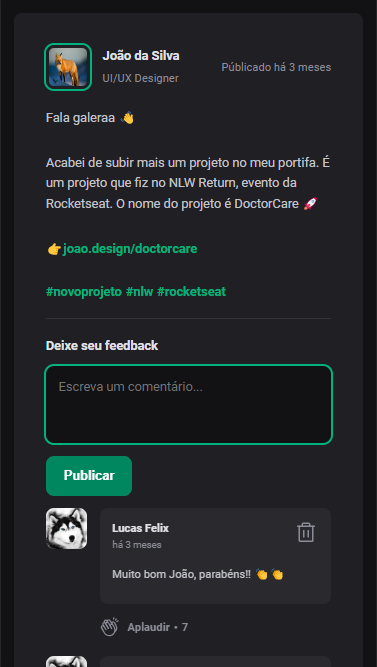 João da Silva
UI/UX Designer
Públicado há 3 meses
Fala galeraa 👋
Acabei de subir mais um projeto no meu portifa. É
um projeto que fiz no NLW Return, evento da
Rocketseat. O nome do projeto é DoctorCare 🚀
👉 joao.design/doctorcare
#novoprojeto #nlw #rocketseat
Deixe seu feedback
Escreva um comentário...
Publicar
Lucas Felix
há 3 meses
Muito bom João, parabéns!! 👏 👏
Aplaudir • 7